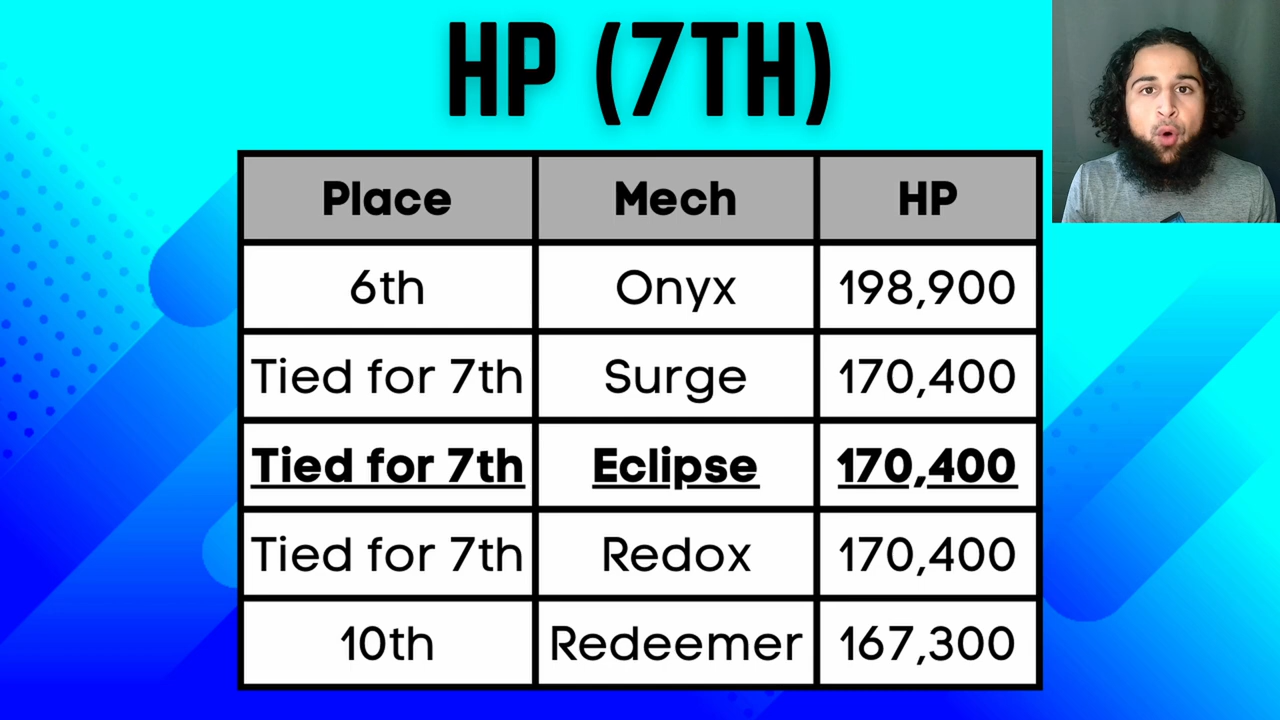 HP (7TH)
Place Mech HP
6th Onyx 198,900
Tied for 7th Surge 170,400
Tied for 7th Eclipse 170,400
Tied for 7th Redox 170,400
10th Redeemer 167,300